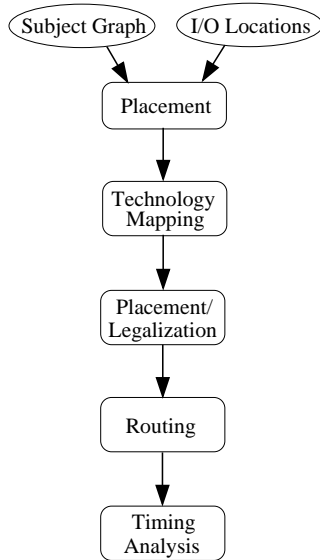 Subject Graph
I/O Locations
Placement
Technology
Mapping
Placement/
Legalization
Routing
Timing
Analysis